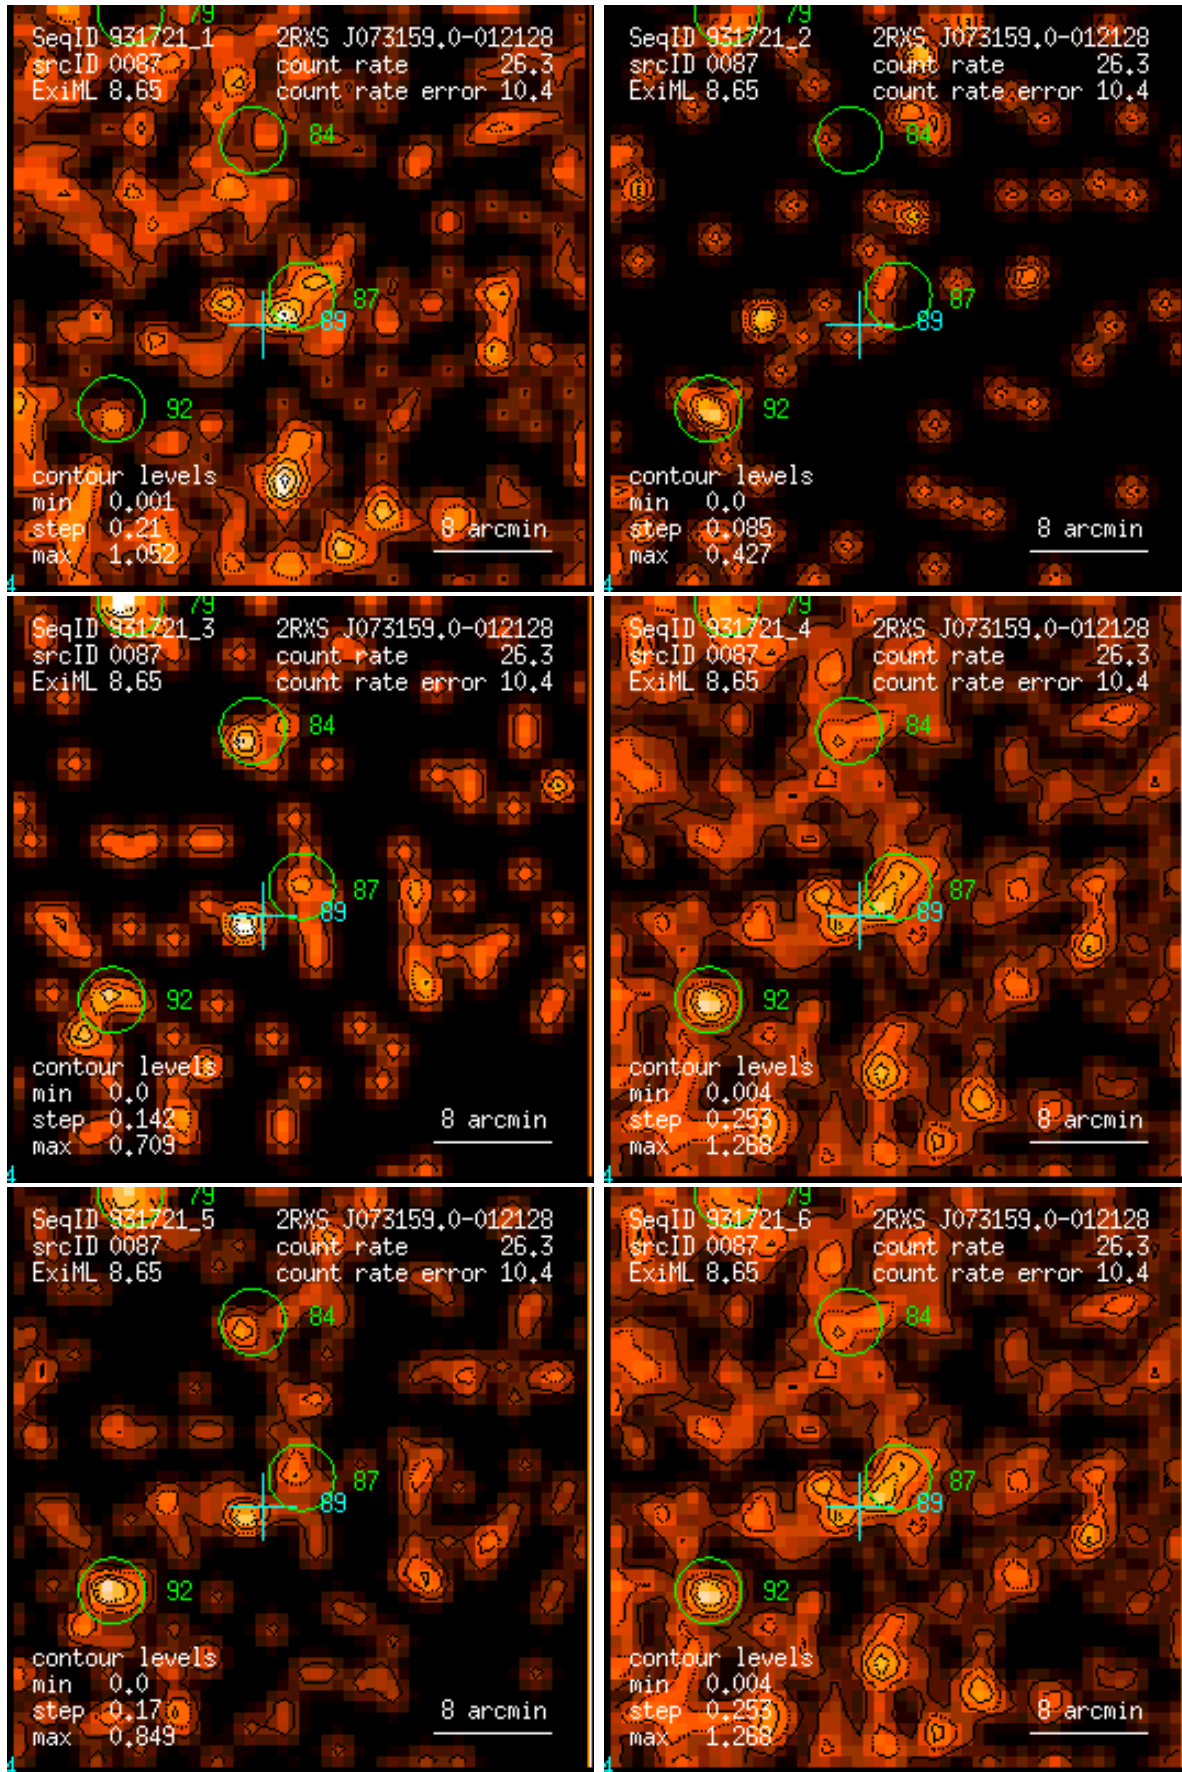 79
SeqID 931721_1 2RXS J073159.0-012128
srcID 0087 count rate 26.3
ExiML 8.65 count rate error 10.4
84
87
89
92
contour levels
min 0.001
step 0.21
max 1.052
8 arcmin
4
79
SeqID 931721_2 2RXS J073159.0-012128
srcID 0087 count rate 26.3
ExiML 8.65 count rate error 10.4
84
87
89
92
contour levels
min 0.0
step 0.085
max 0.427
8 arcmin
4
79
SeqID 931721_3 2RXS J073159.0-012128
srcID 0087 count rate 26.3
ExiML 8.65 count rate error 10.4
84
87
89
92
contour levels
min 0.0
step 0.142
max 0.709
8 arcmin
4
79
SeqID 931721_4 2RXS J073159.0-012128
srcID 0087 count rate 26.3
ExiML 8.65 count rate error 10.4
84
87
89
92
contour levels
min 0.004
step 0.253
max 1.268
8 arcmin
4
79
SeqID 931721_5 2RXS J073159.0-012128
srcID 0087 count rate 26.3
ExiML 8.65 count rate error 10.4
84
87
89
92
contour levels
min 0.0
step 0.17
max 0.849
8 arcmin
4
79
SeqID 931721_6 2RXS J073159.0-012128
srcID 0087 count rate 26.3
ExiML 8.65 count rate error 10.4
84
87
89
92
contour levels
min 0.004
step 0.253
max 1.268
8 arcmin
4